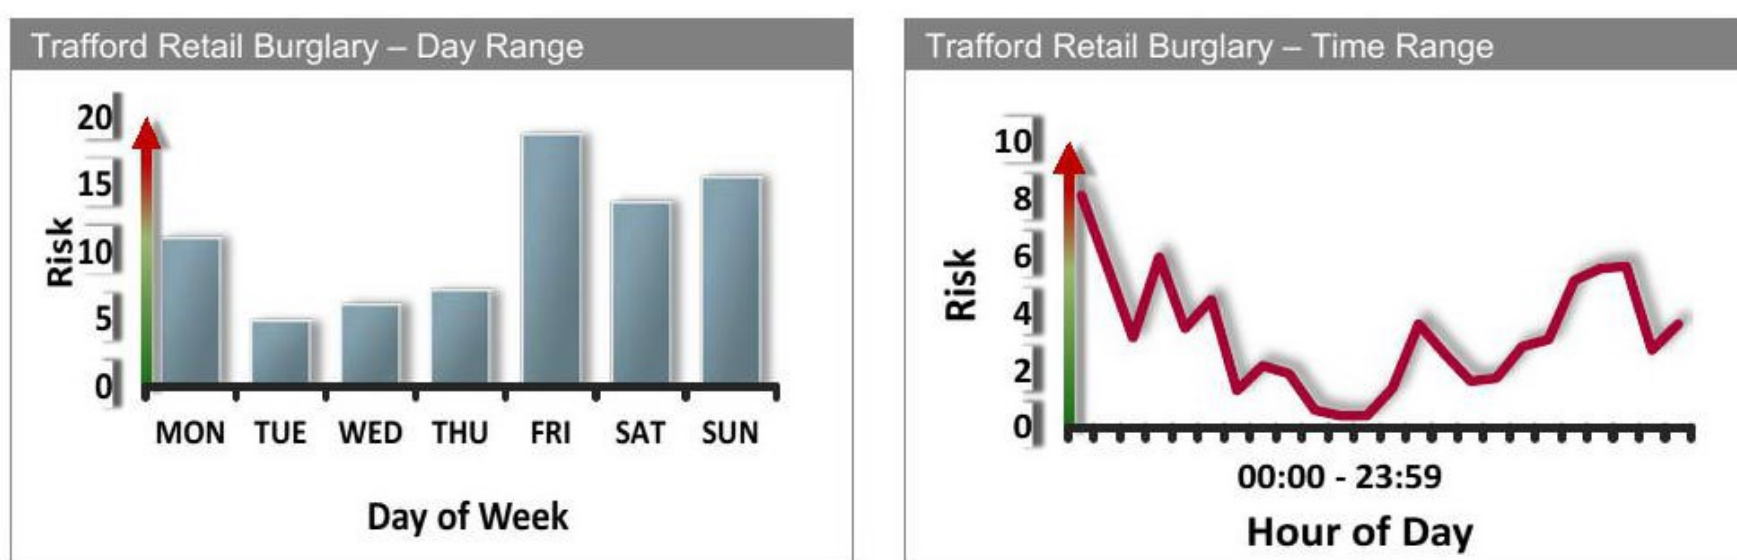 Trafford Retail Burglary – Day Range
20
15
10
5
0
Risk
MON TUE WED THU FRI SAT SUN
Day of Week
Trafford Retail Burglary – Time Range
10
8
6
4
2
0
Risk
00:00 - 23:59
Hour of Day